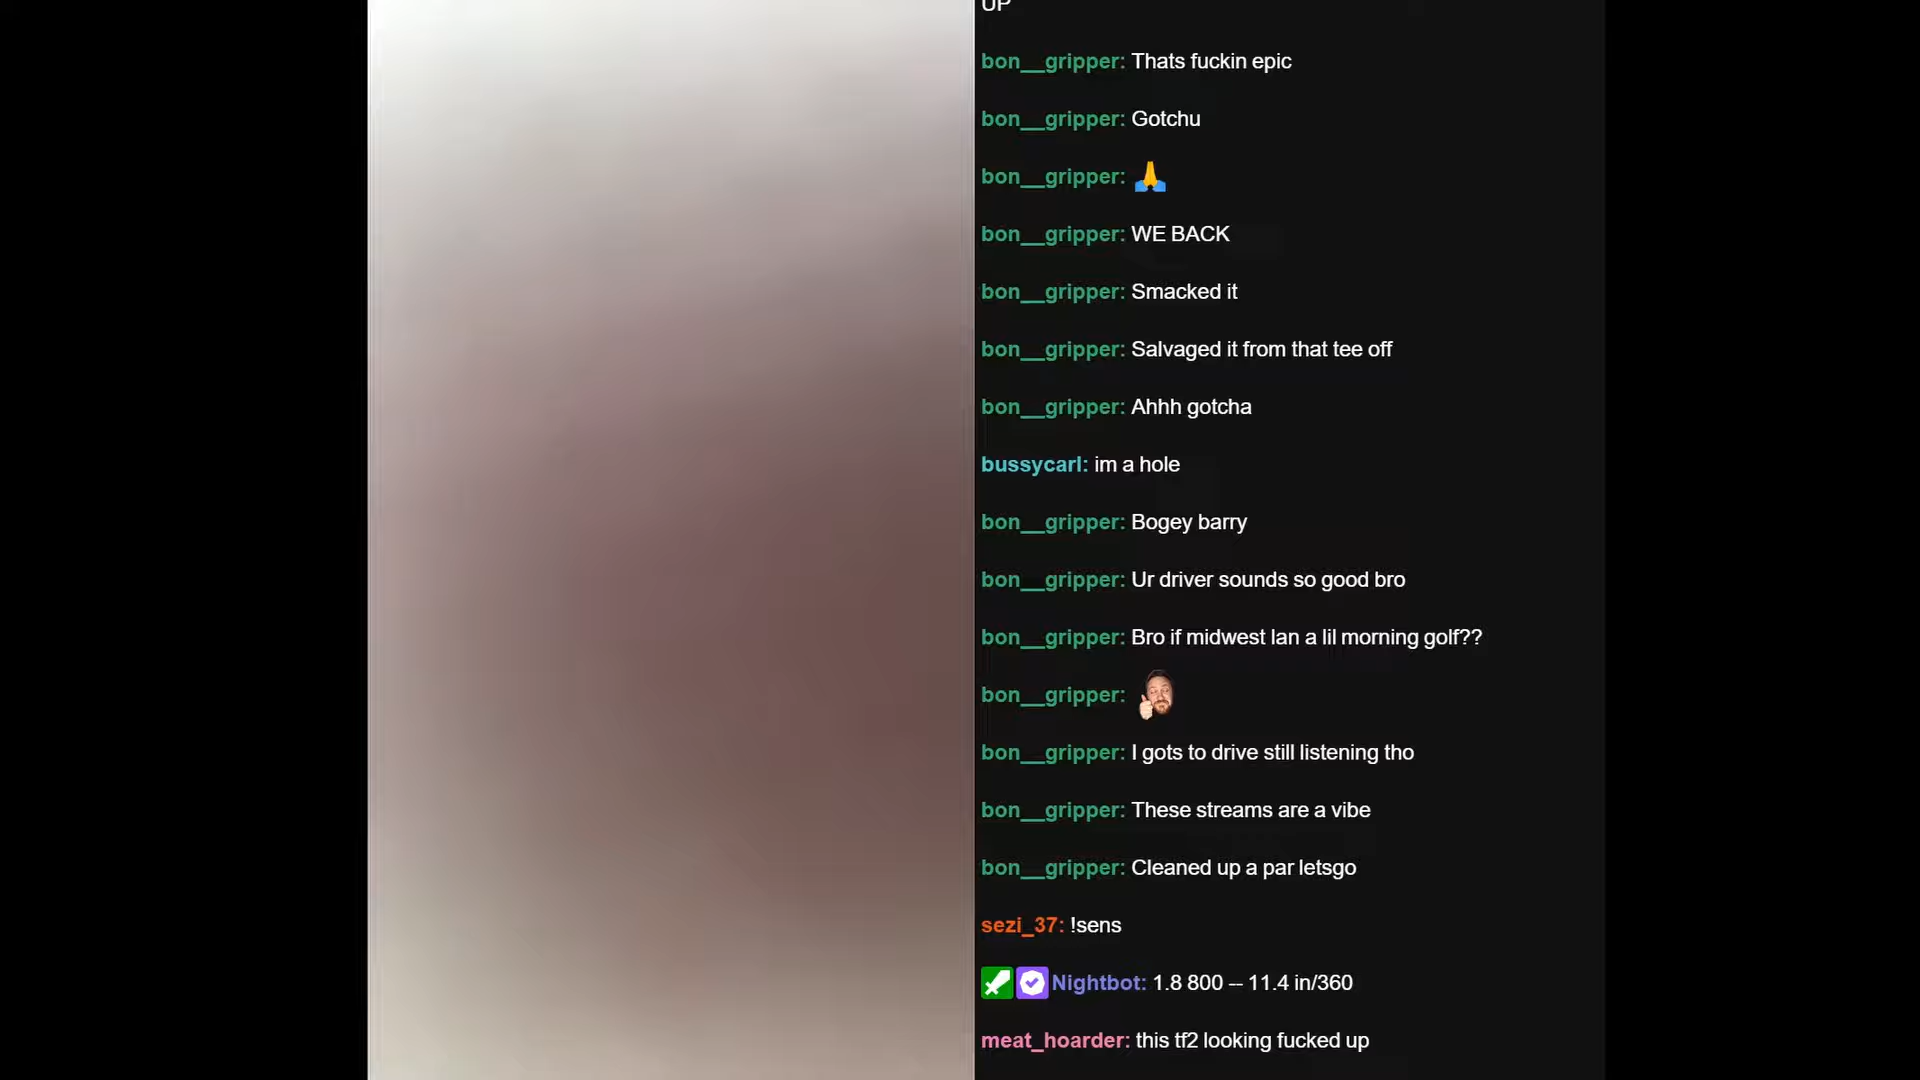 UP
bon__gripper: Thats fuckin epic
bon__gripper: Gotchu
bon__gripper: 🙏
bon__gripper: WE BACK
bon__gripper: Smacked it
bon__gripper: Salvaged it from that tee off
bon__gripper: Ahhh gotcha
bussycarl: im a hole
bon__gripper: Bogey barry
bon__gripper: Ur driver sounds so good bro
bon__gripper: Bro if midwest lan a lil morning golf??
bon__gripper:
bon__gripper: I gots to drive still listening tho
bon__gripper: These streams are a vibe
bon__gripper: Cleaned up a par letsgo
sezi_37: !sens
Nightbot: 1.8 800 -- 11.4 in/360
meat_hoarder: this tf2 looking fucked up